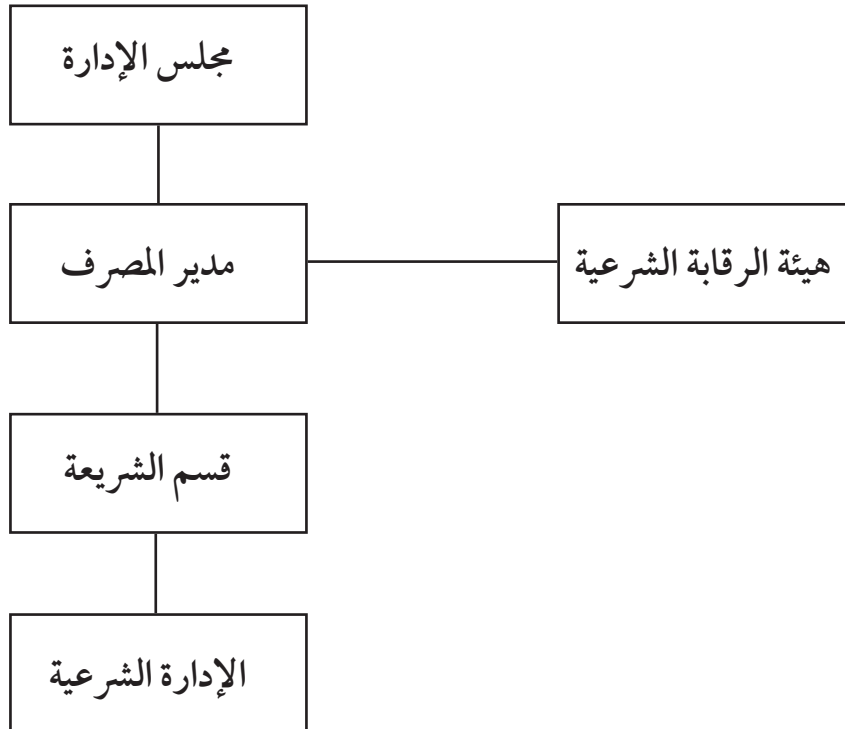 مجلس الإدارة
هيئة الرقابة الشرعية
مدير المصرف
قسم الشريعة
الإدارة الشرعية